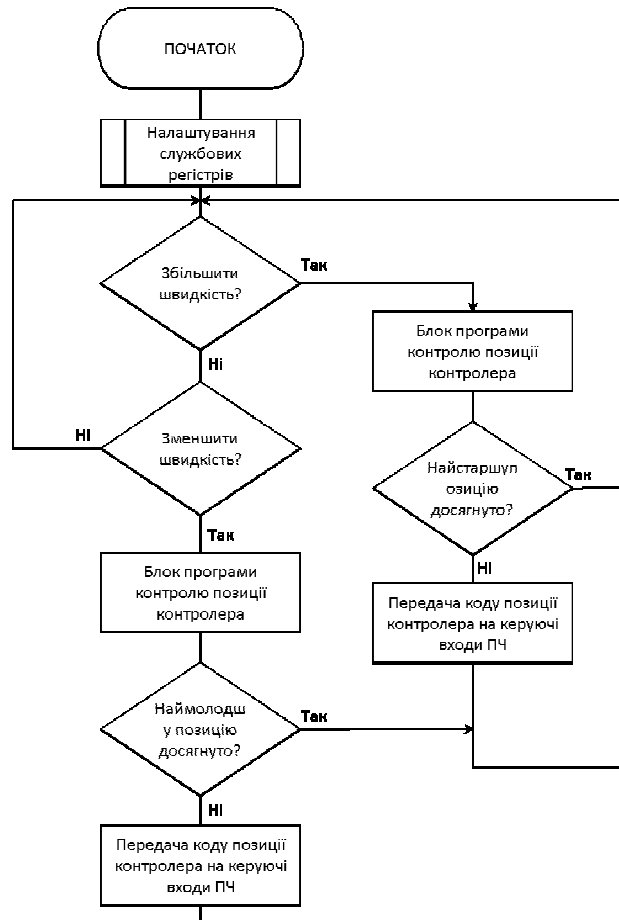 ПОЧАТОК
Налаштування
службових
регістрів
Збільшити
швидкість?
Так
Ні
Блок програми
контролю позиції
контролера
НІ
Зменшити
швидкість?
Найстаршуп
озицію
досягнуто?
Так
Так
НІ
Блок програми
контролю позиції
контролера
Передача коду позиції
контролера на керуючі
входи ПЧ
Наймолодш
у позицію
досягнуто?
Так
НІ
Передача коду позиції
контролера на керуючі
входи ПЧ